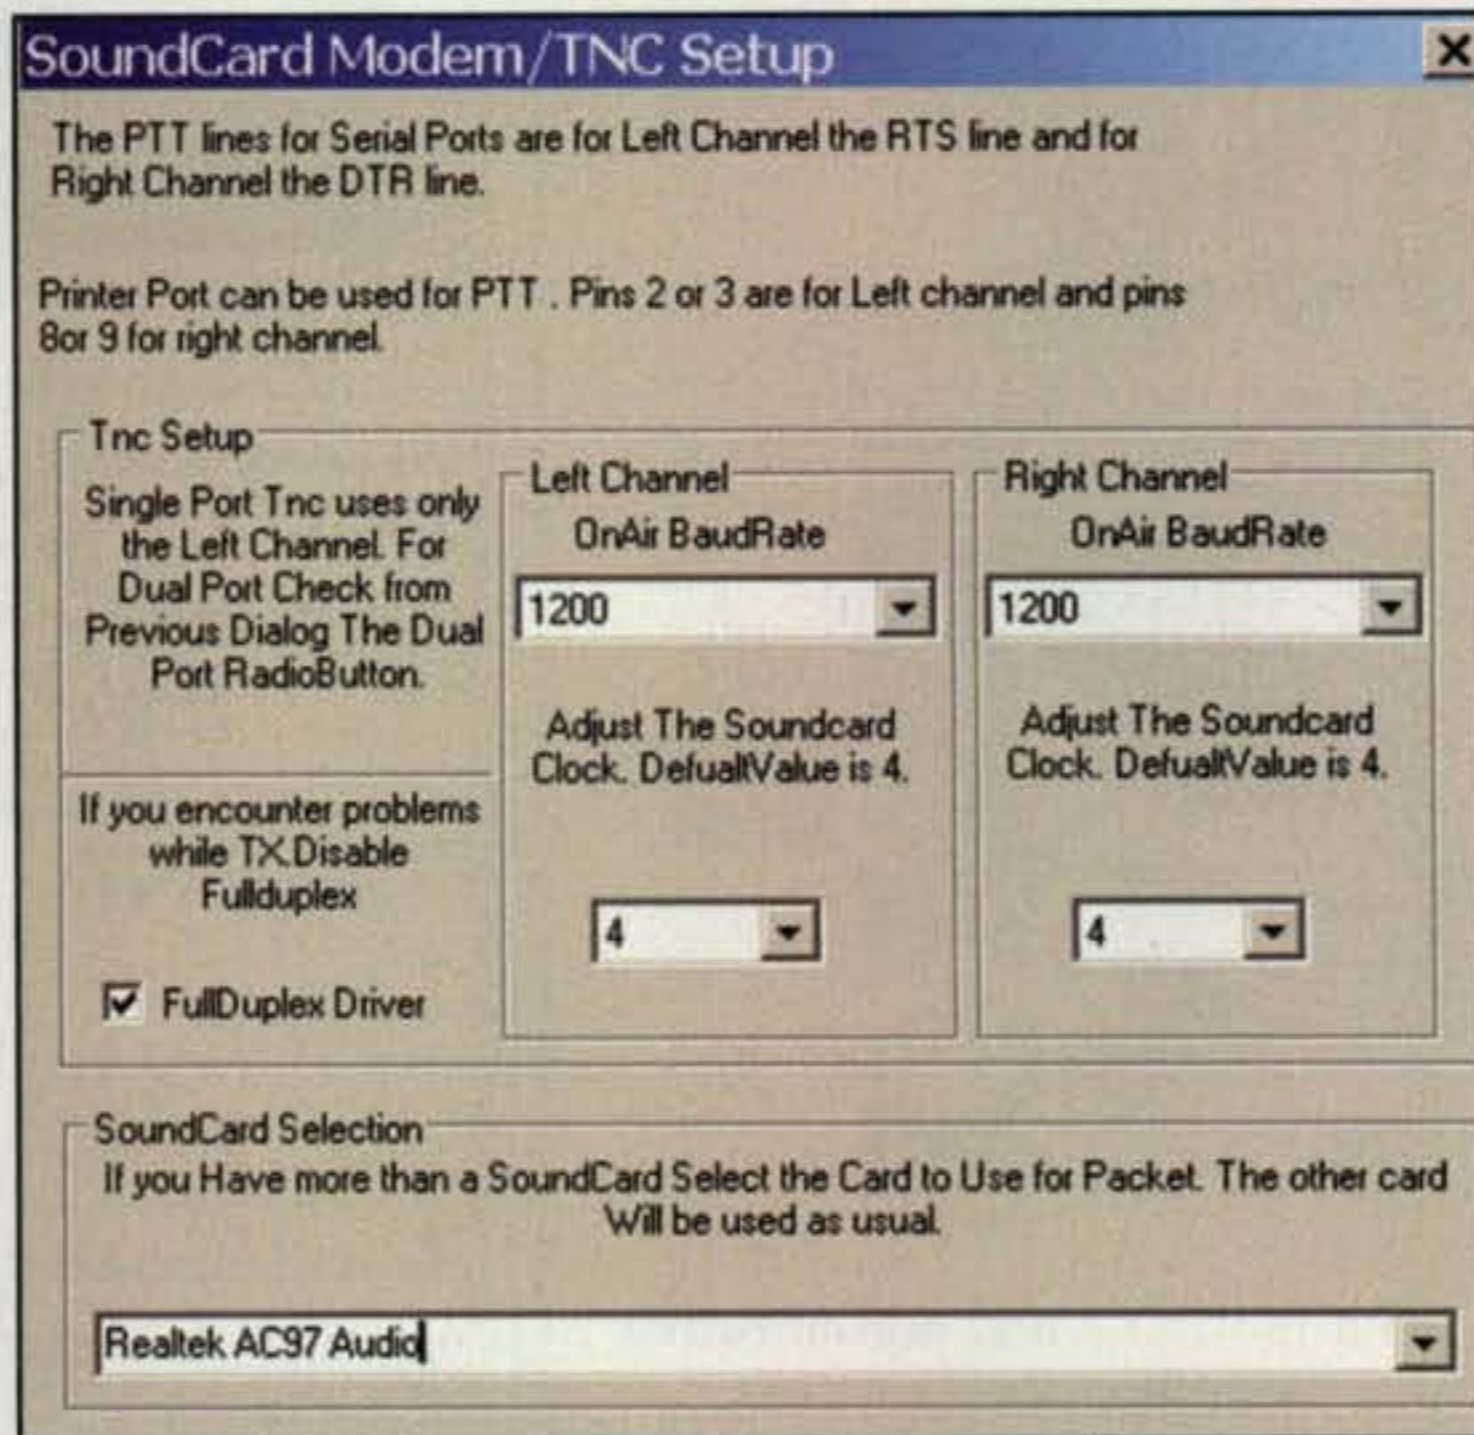 SoundCard Modem/TNC Setup
The PTT lines for Serial Ports are for Left Channel the RTS line and for
Right Channel the DTR line.
Printer Port can be used for PTT . Pins 2 or 3 are for Left channel and pins
8or 9 for right channel.
Tnc Setup
Single Port Tnc uses only
the Left Channel. For
Dual Port Check from
Previous Dialog The Dual
Port RadioButton.
If you encounter problems
while TX.Disable
Fullduplex
FullDuplex Driver
Left Channel
OnAir BaudRate
1200
Adjust The Soundcard
Clock. DefualtValue is 4.
4
Right Channel
OnAir BaudRate
1200
Adjust The Soundcard
Clock. DefualtValue is 4.
4
SoundCard Selection
If you Have more than a SoundCard Select the Card to Use for Packet. The other card
Will be used as usual.
Realtek AC97 Audio